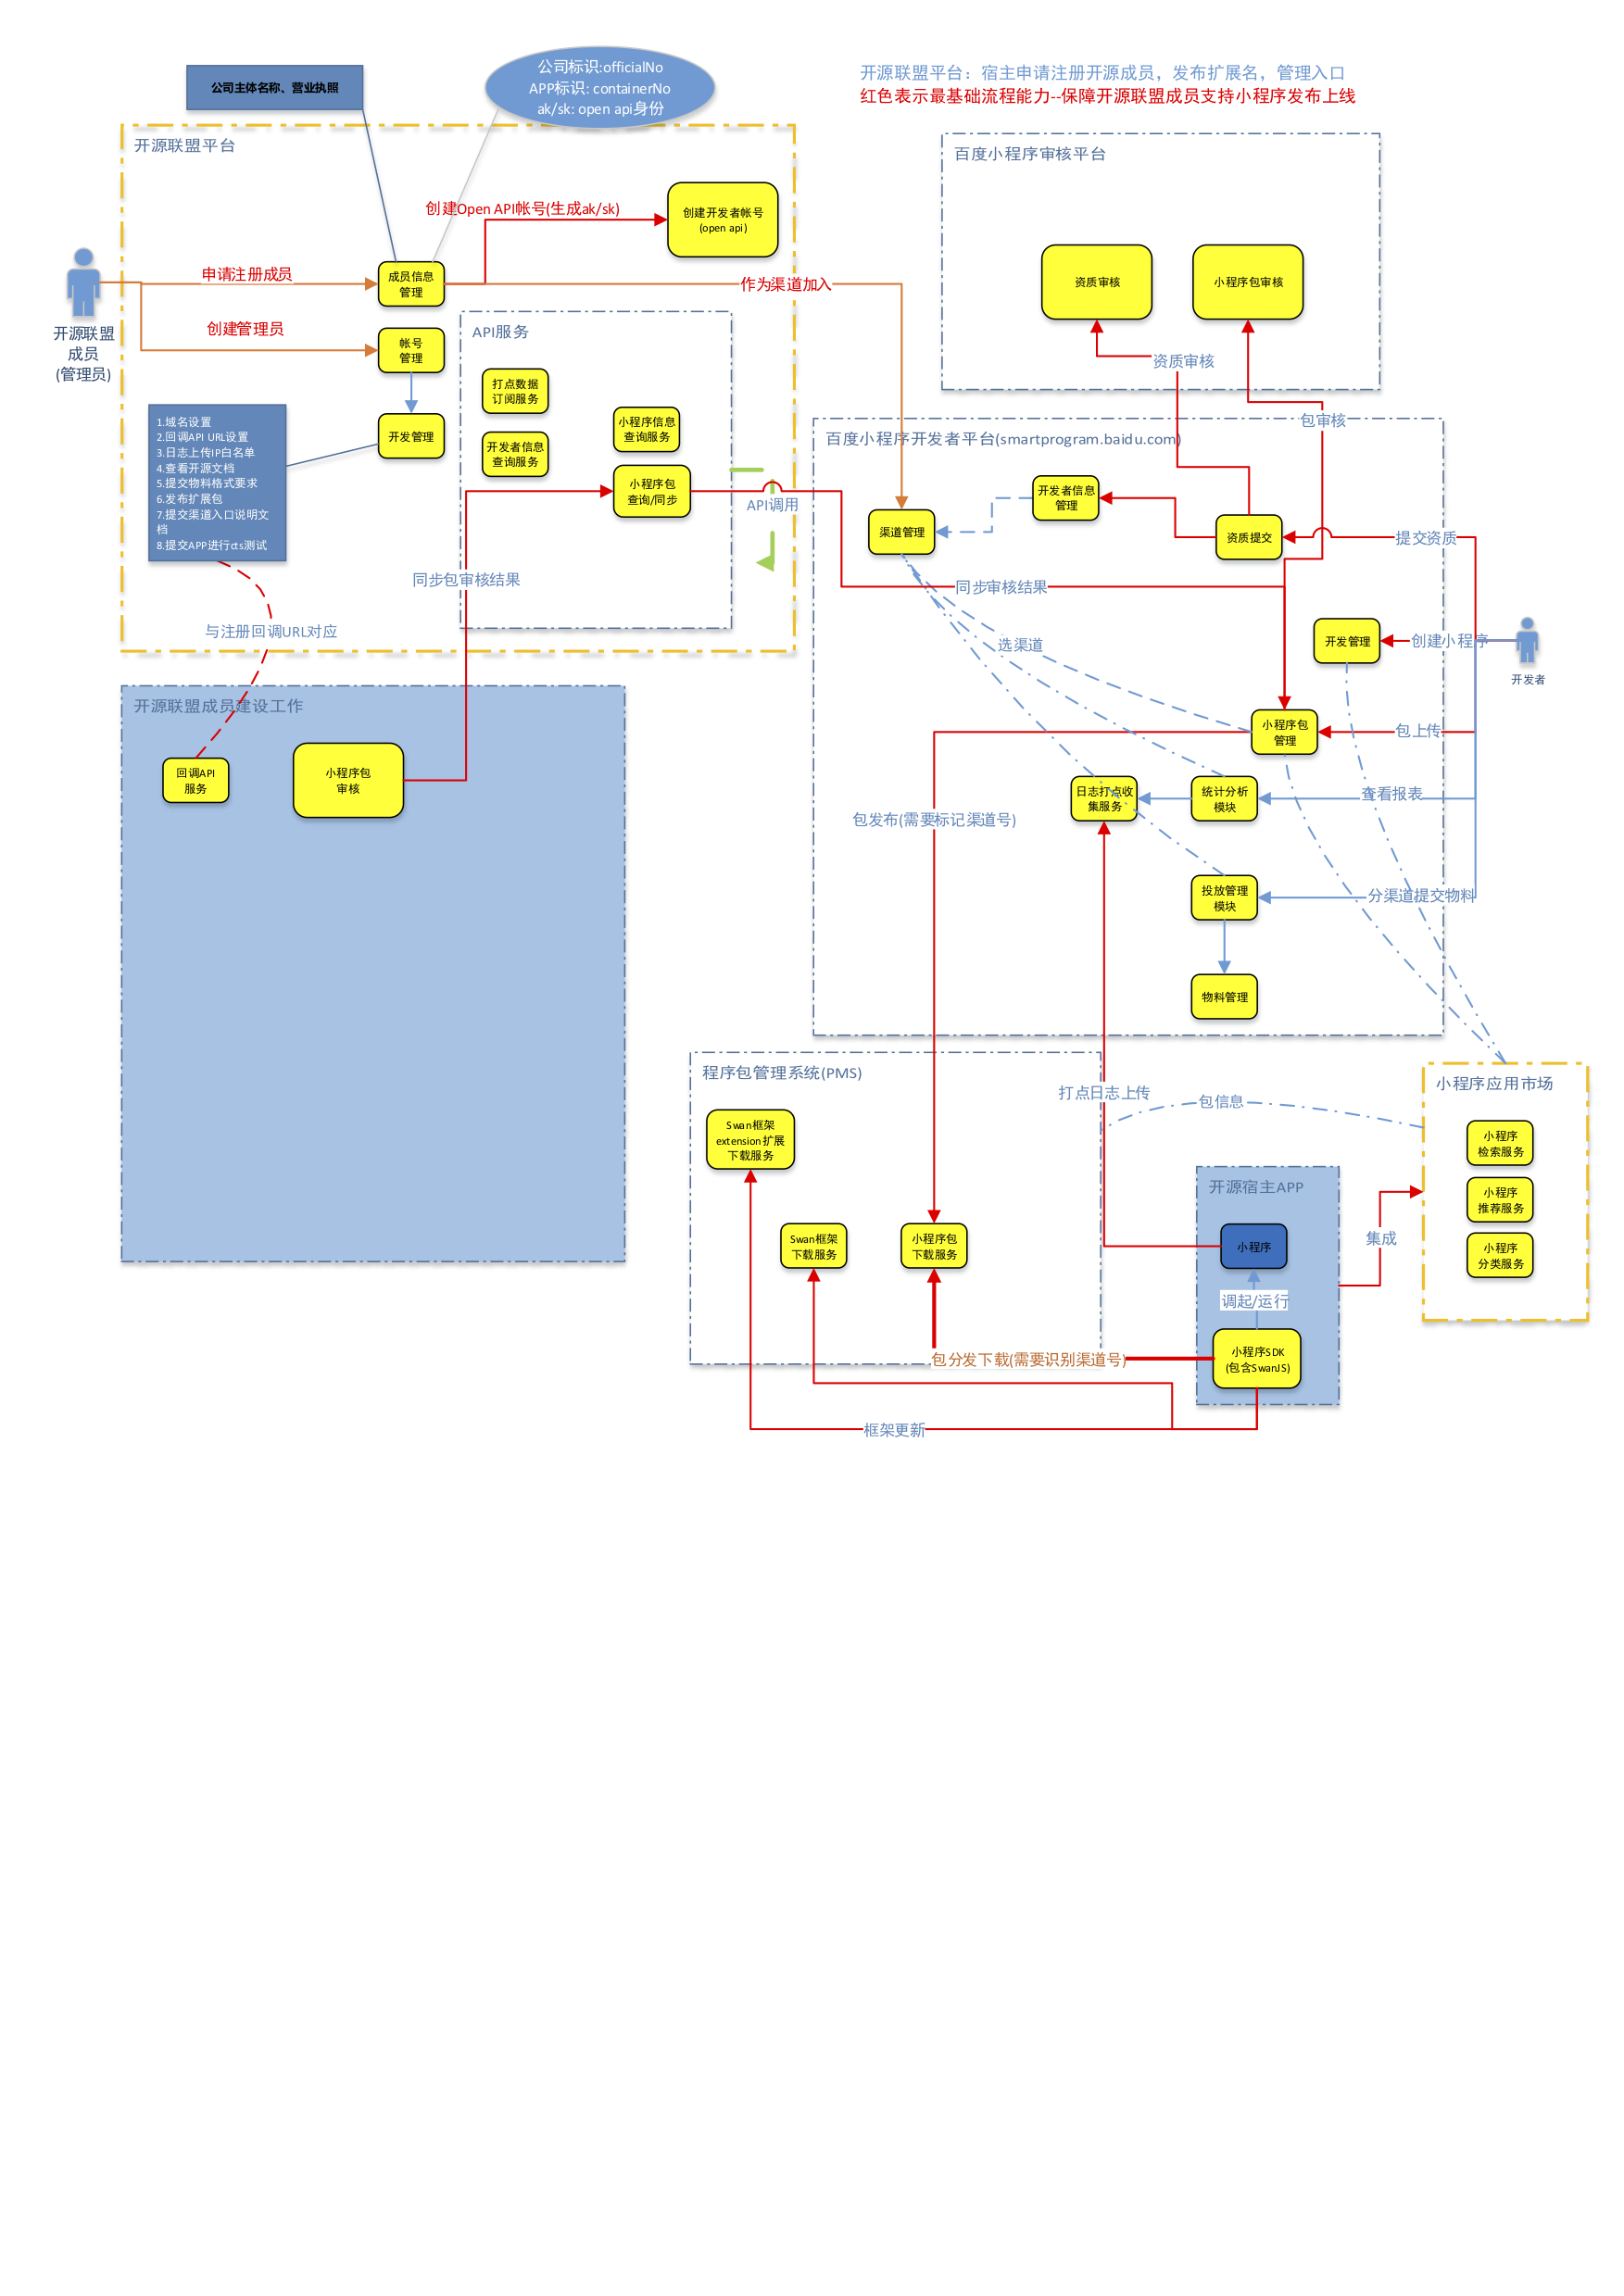 公司主体名称、营业执照
公司标识:officialNo
APP标识: containerNo
ak/sk: open api身份
开源联盟平台：宿主申请注册开源成员，发布扩展名，管理入口
红色表示最基础流程能力--保障开源联盟成员支持小程序发布上线
开源联盟平台
百度小程序审核平台
创建Open API帐号(生成ak/sk)
创建开发者帐号
(open api)
申请注册成员
成员信息
管理
作为渠道加入
资质审核
小程序包审核
开源联盟
成员
(管理员)
创建管理员
帐号
管理
API服务
资质审核
打点数据
订阅服务
小程序信息
查询服务
包审核
1.域名设置
2.回调API URL设置
3.日志上传IP白名单
4.查看开源文档
5.提交物料格式要求
6.发布扩展包
7.提交渠道入口说明文
档
8.提交APP进行cts测试
开发管理
开发者信息
查询服务
百度小程序开发者平台(smartprogram.baidu.com)
小程序包
查询/同步
API调用
开发者信息
管理
渠道管理
资质提交
提交资质
同步包审核结果
同步审核结果
与注册回调URL对应
选渠道
开发管理
创建小程序
开发者
开源联盟成员建设工作
小程序包
管理
包上传
回调API
服务
小程序包
审核
日志打点收
集服务
统计分析
模块
查看报表
包发布(需要标记渠道号)
投放管理
模块
分渠道提交物料
物料管理
程序包管理系统(PMS)
打点日志上传
包信息
小程序应用市场
Swan框架
extension扩展
下载服务
小程序
检索服务
开源宿主APP
小程序
推荐服务
Swan框架
下载服务
小程序包
下载服务
小程序
集成
小程序
分类服务
调起/运行
包分发下载(需要识别渠道号)
小程序SDK
(包含SwanJS)
框架更新